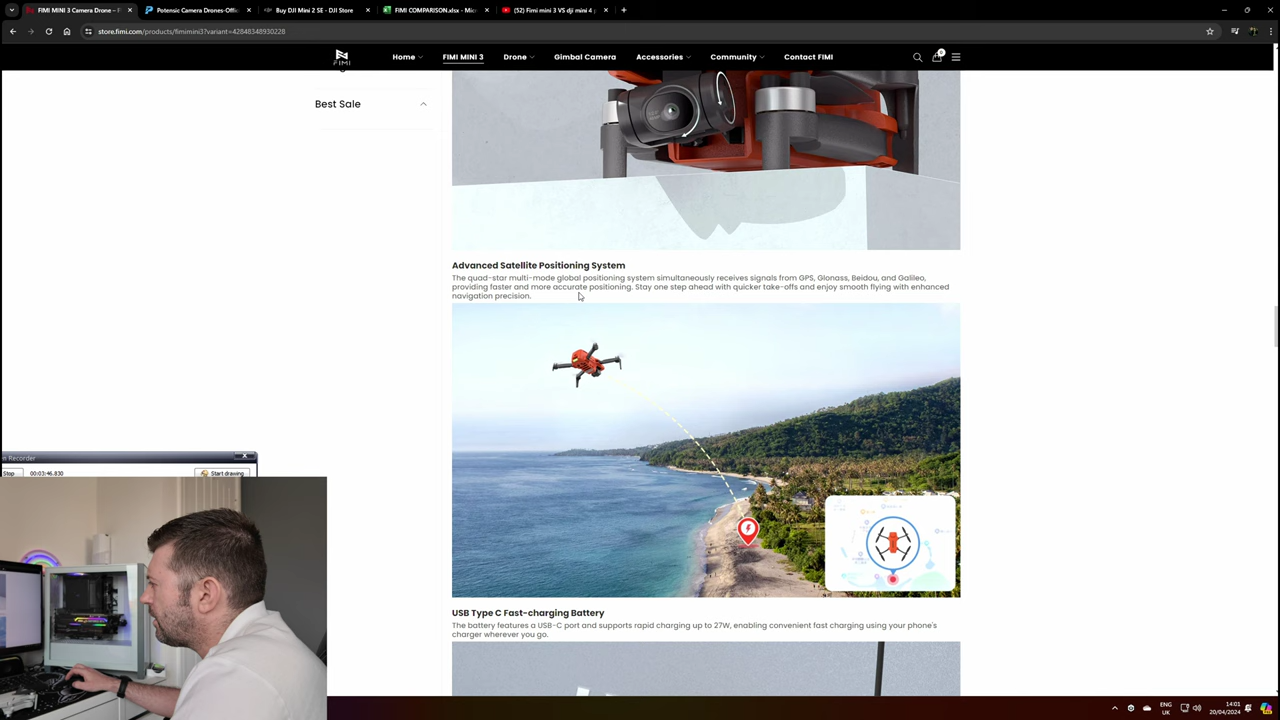 FIMI MINI 3 Camera Drone – F
Potensic Camera Drones-Offic
Buy DJI Mini 2 SE - DJI Store
FIMI COMPARISON.xlsx - Micr
(52) Fimi mini 3 VS dji mini 4 p
store.fimi.com/products/fimimini3?variant=42848348930228
FIMI
Home
FIMI MINI 3
Drone
Gimbal Camera
Accessories
Community
Contact FIMI
0
Best Sale
Advanced Satellite Positioning System
The quad-star multi-mode global positioning system simultaneously receives signals from GPS, Glonass, Beidou, and Galileo,
providing faster and more accurate positioning. Stay one step ahead with quicker take-offs and enjoy smooth flying with enhanced
navigation precision.
n Recorder
Stop
00:03:46.830
Start drawing
USB Type C Fast-charging Battery
The battery features a USB-C port and supports rapid charging up to 27W, enabling convenient fast charging using your phone's
charger wherever you go.
ENG
UK
14:01
20/04/2024